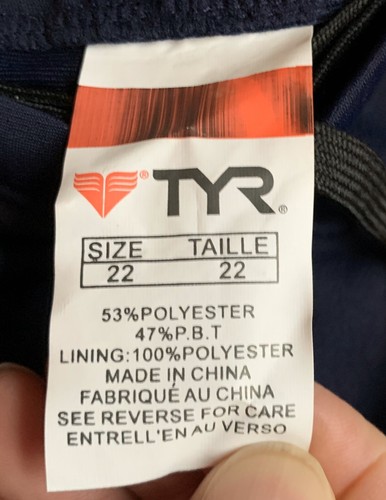 TYR
SIZE TAILLE
22 22
53%POLYESTER
47%P.B.T
LINING:100%POLYESTER
MADE IN CHINA
FABRIQUÉ AU CHINA
SEE REVERSE FOR CARE
ENTRELL'EN AU VERSO